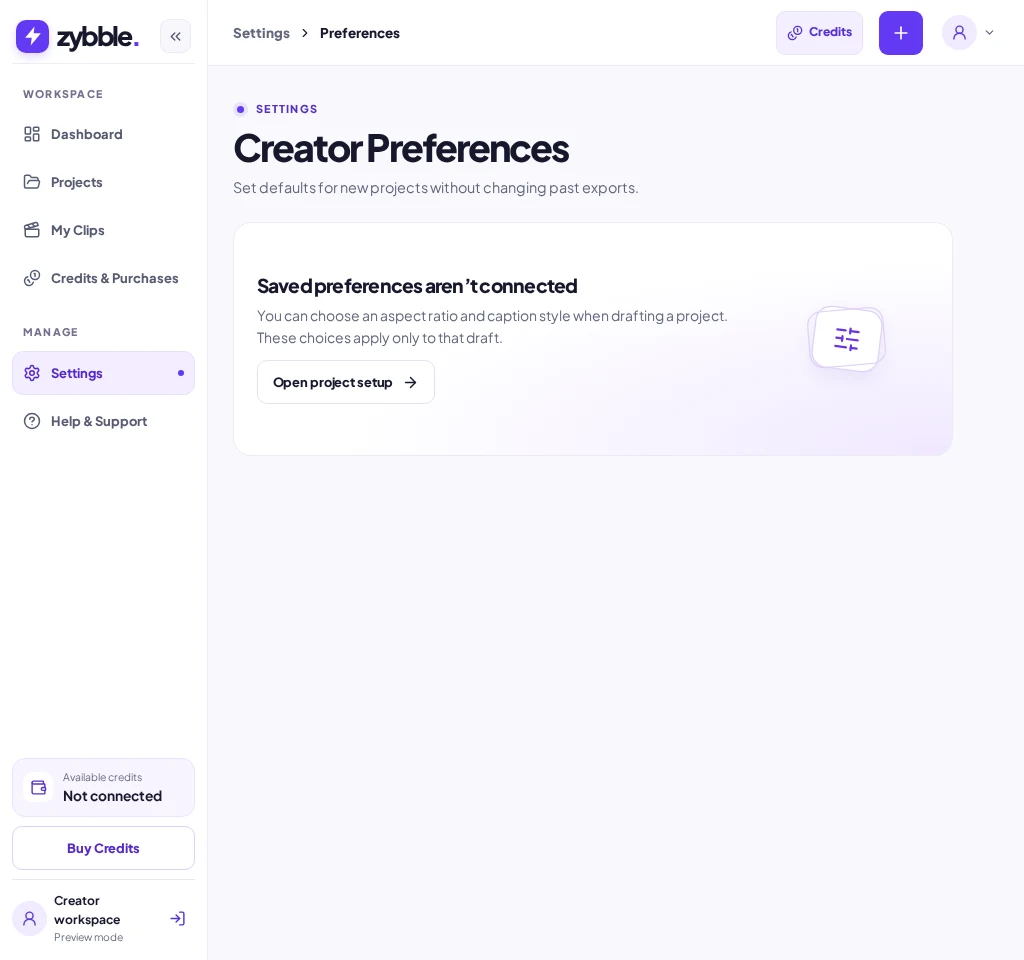 zybble.
WORKSPACE
Dashboard
Projects
My Clips
Credits & Purchases
MANAGE
Settings
Help & Support
Available credits
Not connected
Buy Credits
Creator
workspace
Preview mode
Settings > Preferences
Credits
SETTINGS
Creator Preferences
Set defaults for new projects without changing past exports.
Saved preferences aren’t connected
You can choose an aspect ratio and caption style when drafting a project.
These choices apply only to that draft.
Open project setup →